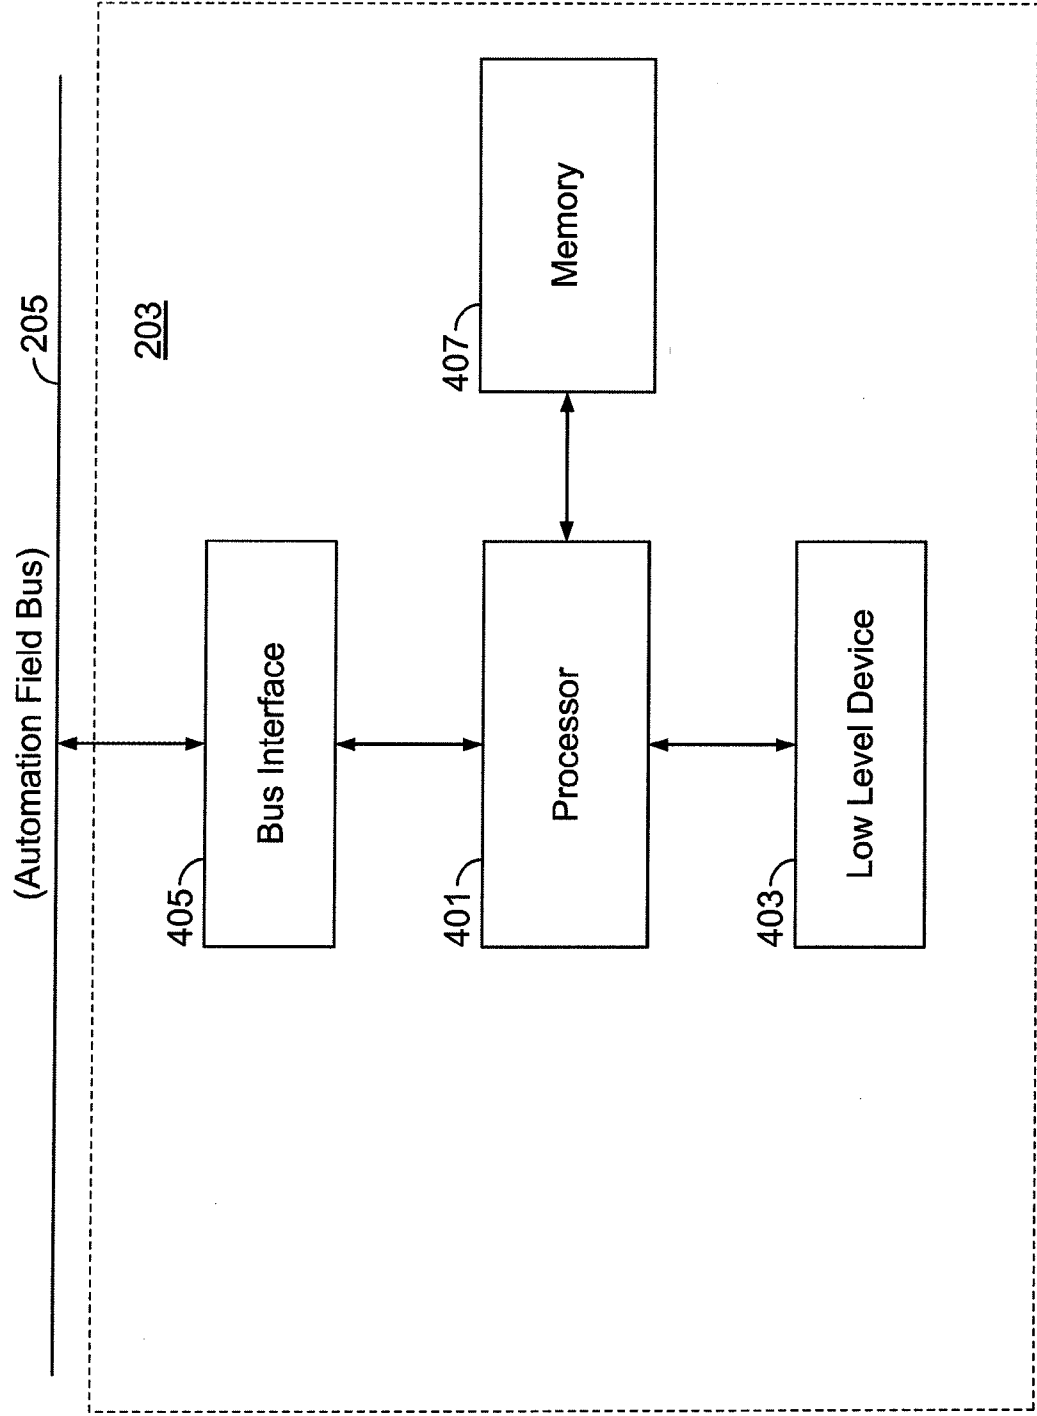 (Automation Field Bus)
205
203
405
Bus Interface
401
Processor
407
Memory
403
Low Level Device